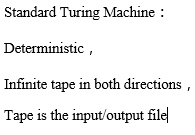 Standard Turing Machine：
Deterministic，
Infinite tape in both directions，
Tape is the input/output file